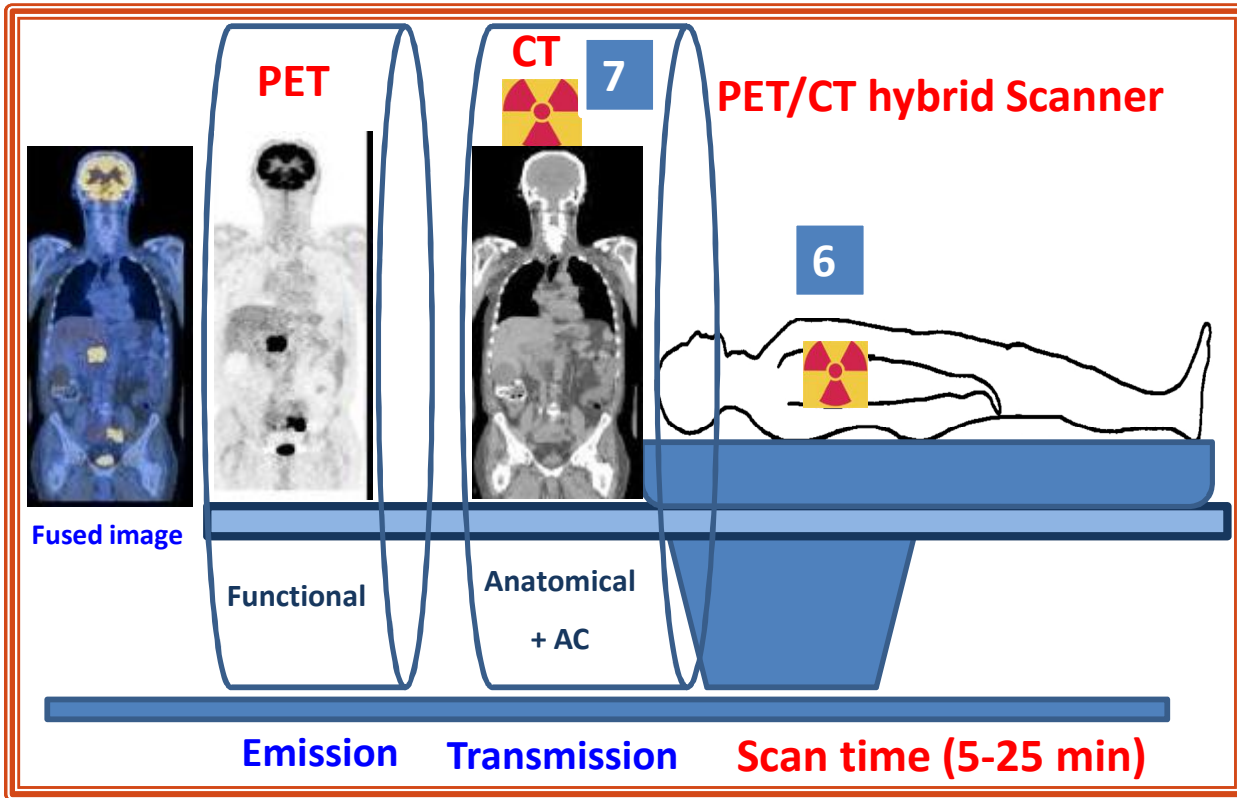 PET
CT
7
PET/CT hybrid Scanner
6
Fused image
Functional
Anatomical
+ AC
Emission
Transmission
Scan time (5-25 min)